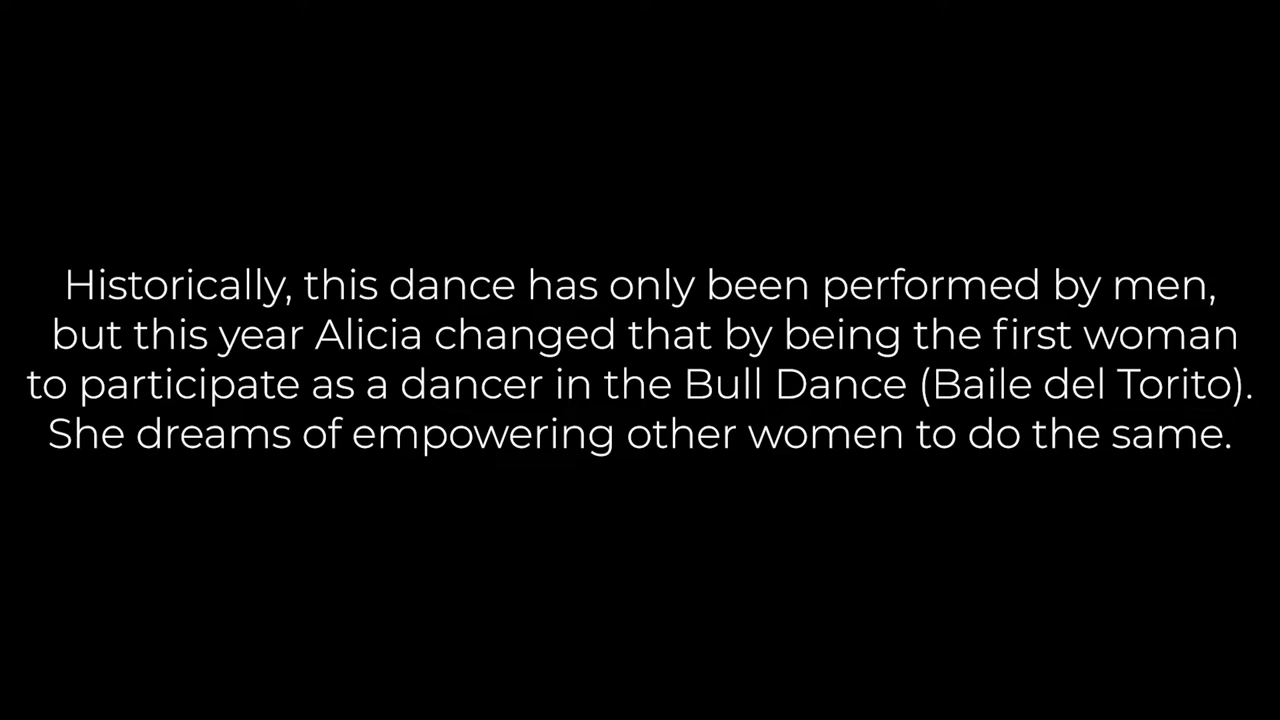 Historically, this dance has only been performed by men,
but this year Alicia changed that by being the first woman
to participate as a dancer in the Bull Dance (Baile del Torito).
She dreams of empowering other women to do the same.